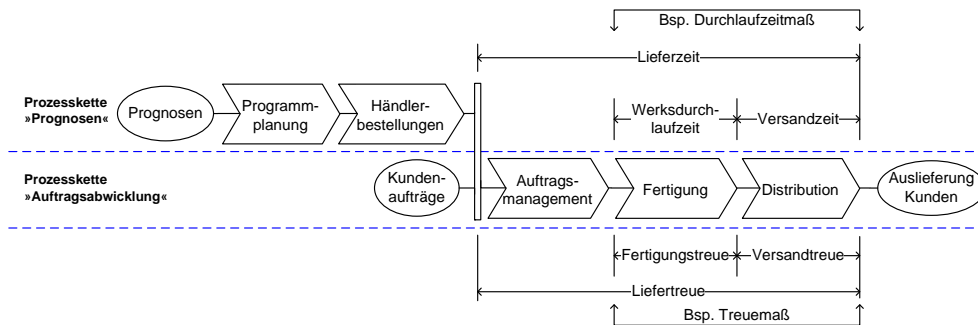 Bsp. Durchlaufzeitmaß
Lieferzeit
Prozesskette
»Prognosen«
Prognosen
Programm-
planung
Händler-
bestellungen
Werksdurch-
laufzeit
Versandzeit
Prozesskette
»Auftragsabwicklung«
Kunden-
aufträge
Auftrags-
management
Fertigung
Distribution
Auslieferung
Kunden
Fertigungstreue
Versandtreue
Liefertreue
Bsp. Treuemaß